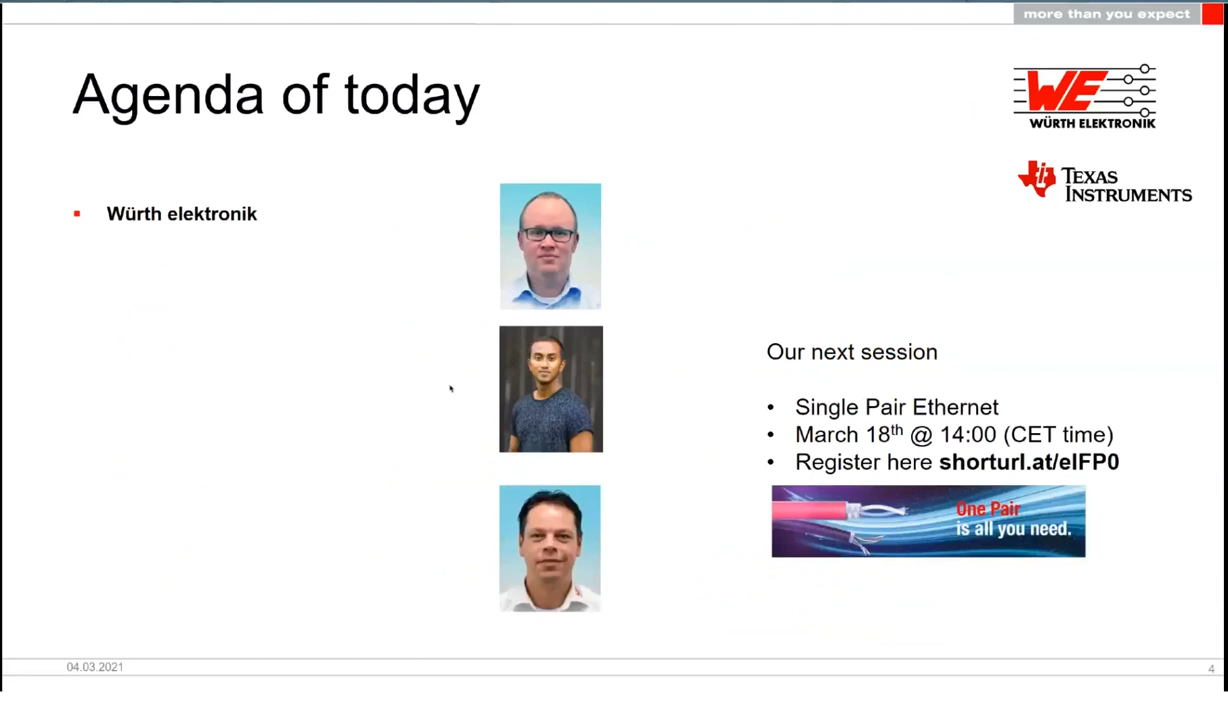 more than you expect
Agenda of today
WE
WÜRTH ELEKTRONIK
TEXAS
INSTRUMENTS
Würth elektronik
Our next session
Single Pair Ethernet
March 18th @ 14:00 (CET time)
Register here shorturl.at/eIFP0
One Pair
is all you need.
04.03.2021
4